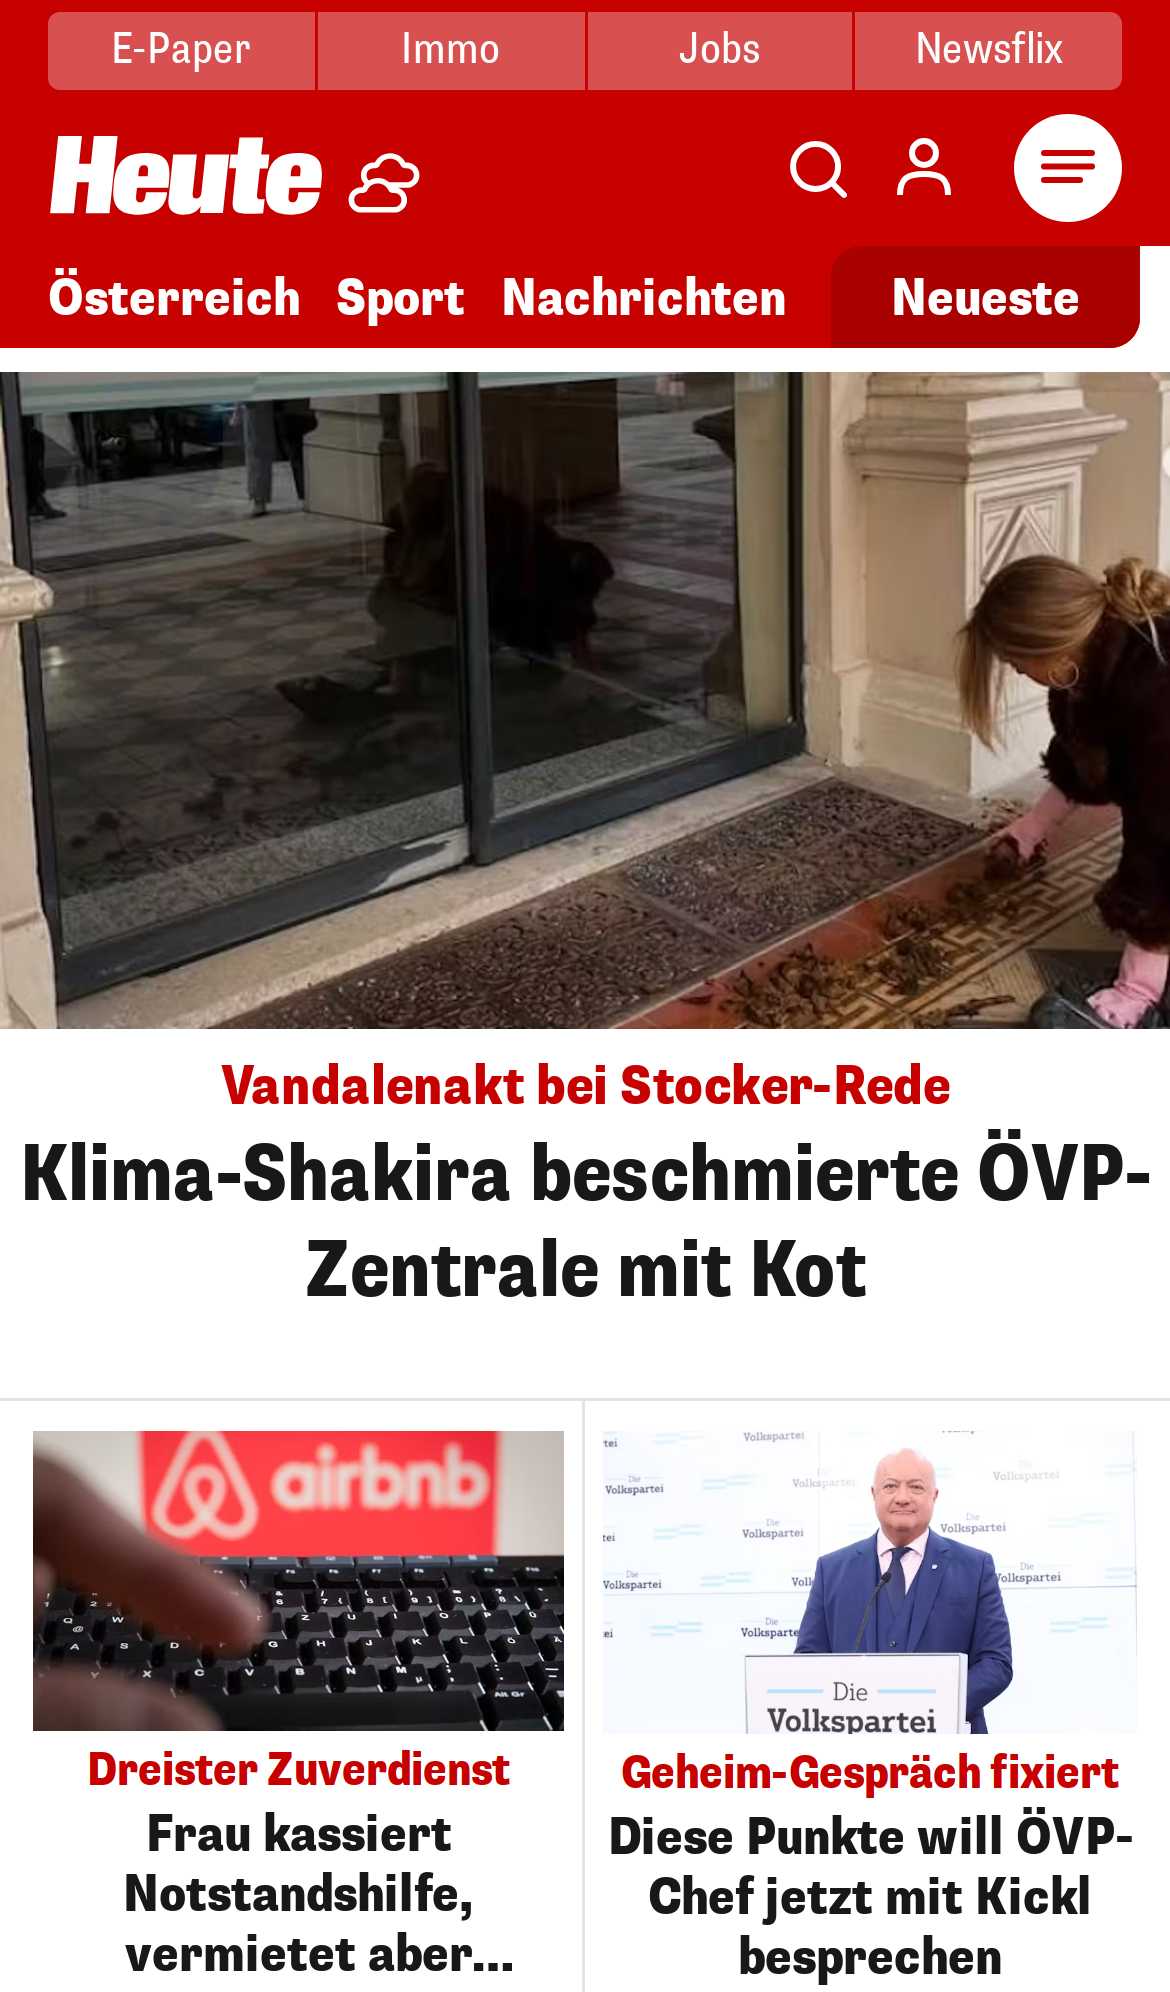 E-Paper
Immo
Jobs
Newsflix
Heute
Österreich
Sport
Nachrichten
Neueste
Vandalenakt bei Stocker-Rede
Klima-Shakira beschmierte ÖVP-
Zentrale mit Kot
airbnb
Dreister Zuverdienst
Frau kassiert
Notstandshilfe,
vermietet aber...
Die
Volkspartei
Geheim-Gespräch fixiert
Diese Punkte will ÖVP-
Chef jetzt mit Kickl
besprechen